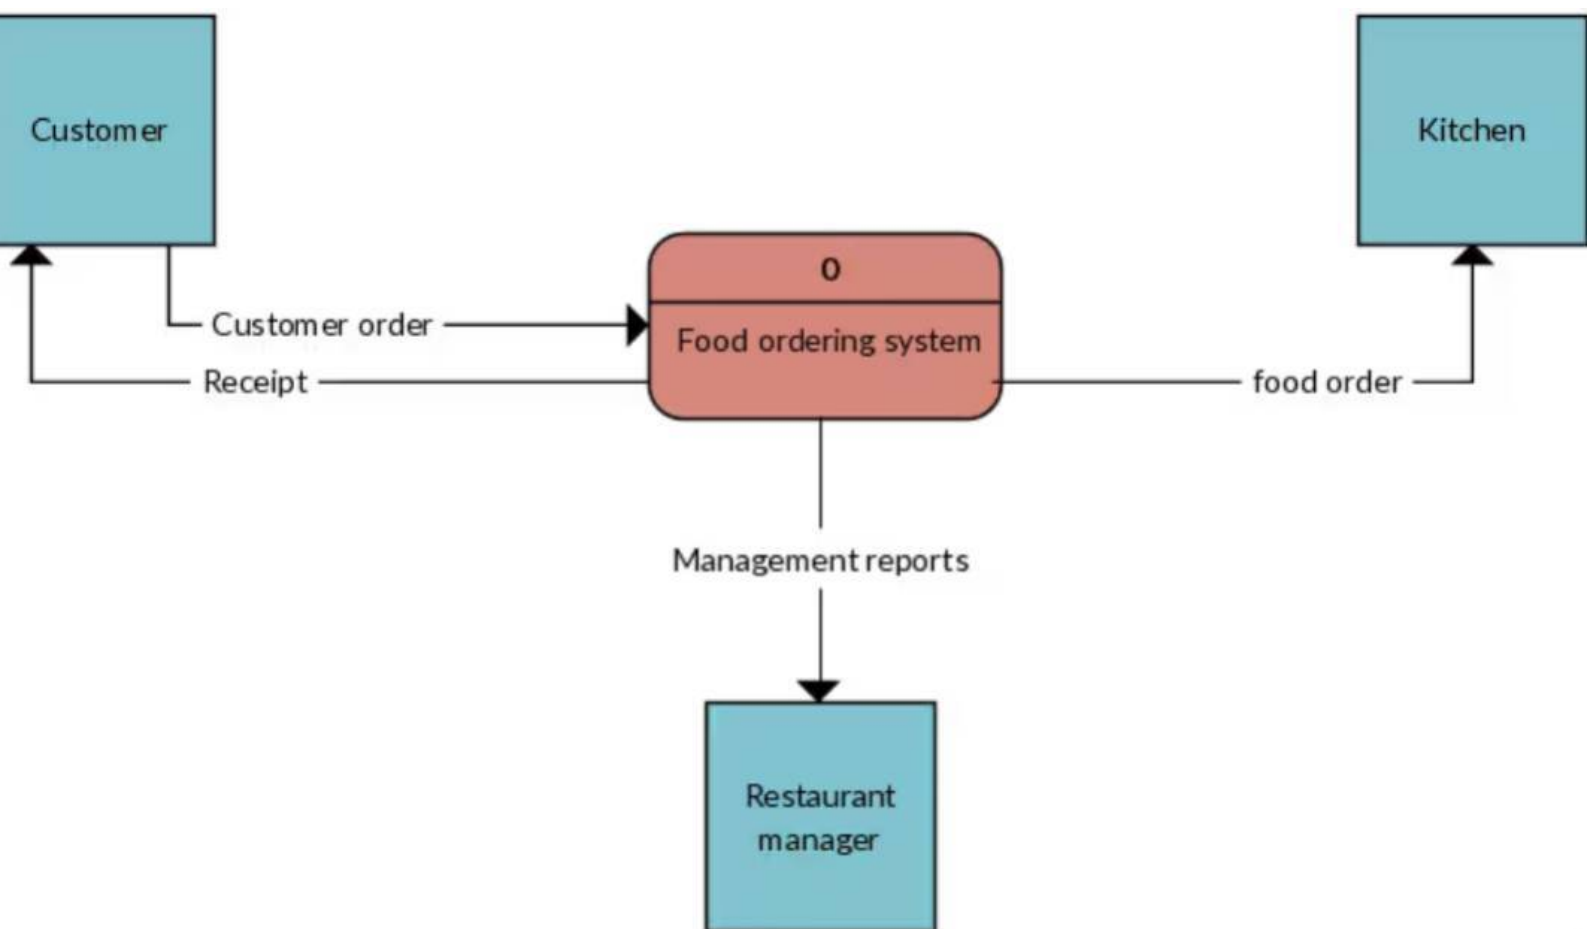 Customer
Kitchen
0
Customer order
Food ordering system
Receipt
food order
Management reports
Restaurant
manager